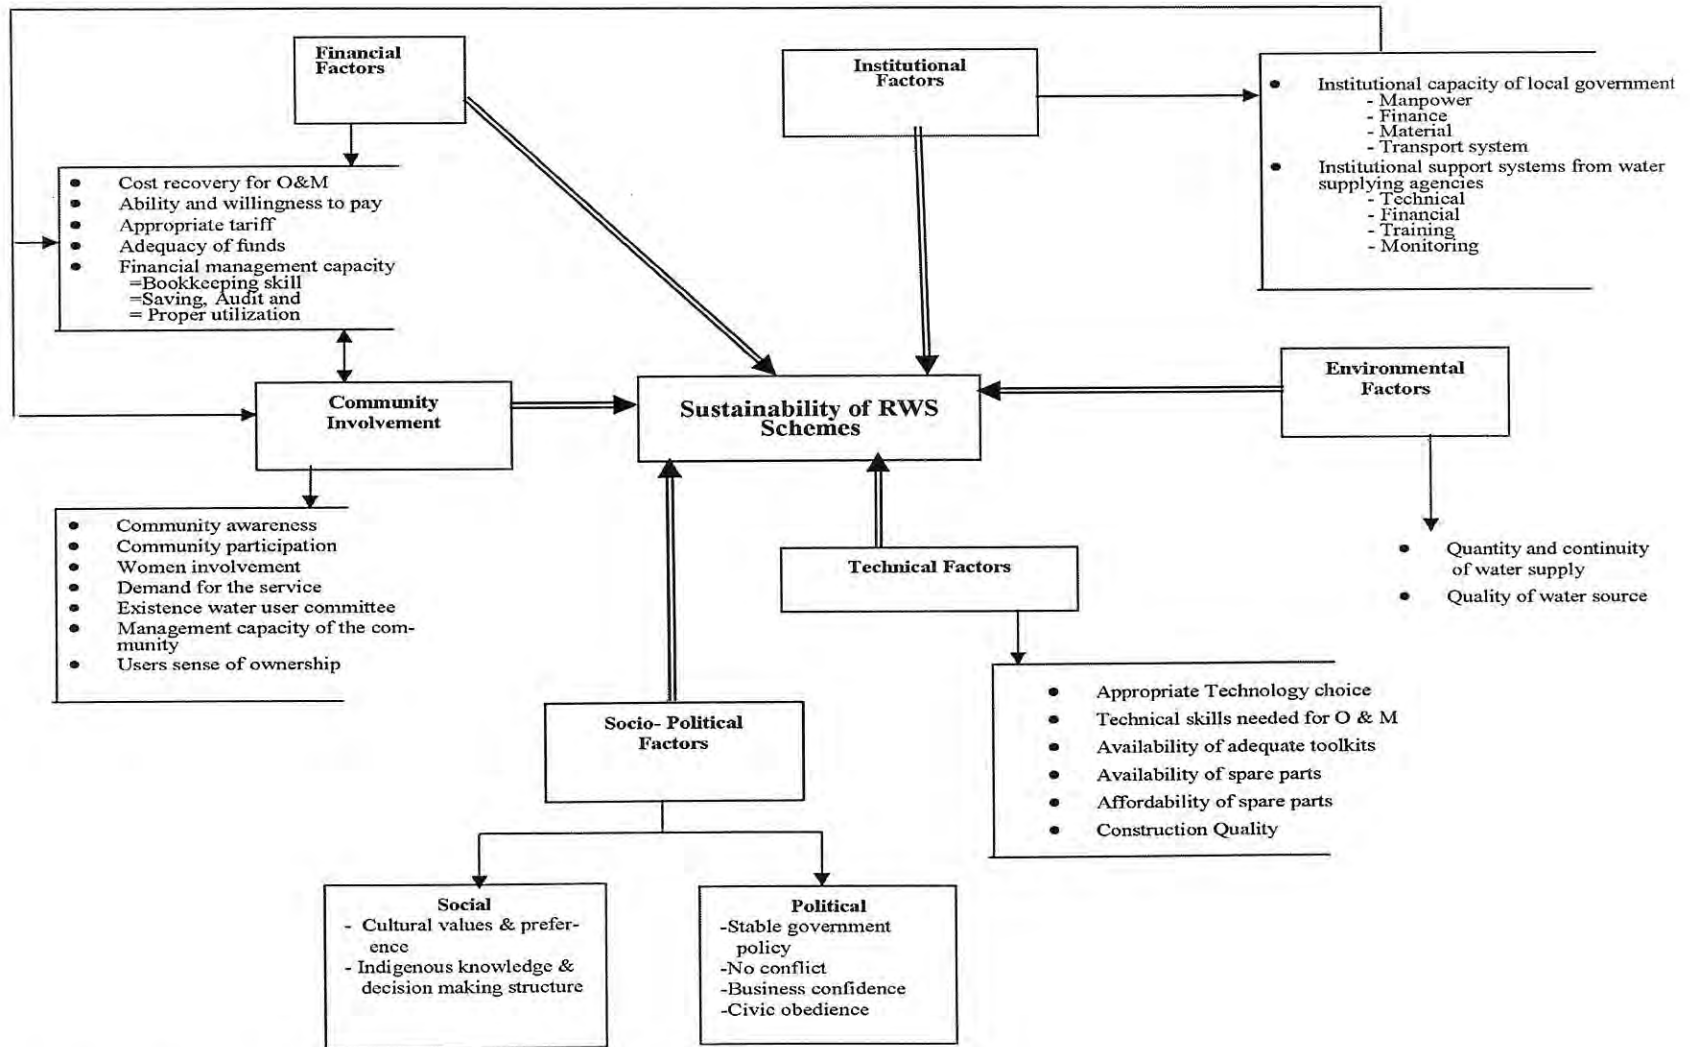 Financial
Factors
Institutional
Factors
● Institutional capacity of local government
- Manpower
- Finance
- Material
- Transport system
● Institutional support systems from water
supplying agencies
- Technical
- Financial
- Training
- Monitoring
● Cost recovery for O&M
● Ability and willingness to pay
● Appropriate tariff
● Adequacy of funds
● Financial management capacity
=Bookkeeping skill
=Saving, Audit and
= Proper utilization
Community
Involvement
Sustainability of RWS
Schemes
Environmental
Factors
● Community awareness
● Community participation
● Women involvement
● Demand for the service
● Existence water user committee
● Management capacity of the com-
munity
● Users sense of ownership
Technical Factors
● Quantity and continuity
of water supply
● Quality of water source
● Appropriate Technology choice
● Technical skills needed for O & M
● Availability of adequate toolkits
● Availability of spare parts
● Affordability of spare parts
● Construction Quality
Socio- Political
Factors
Social
- Cultural values & prefer-
ence
- Indigenous knowledge &
decision making structure
Political
-Stable government
policy
-No conflict
-Business confidence
-Civic obedience